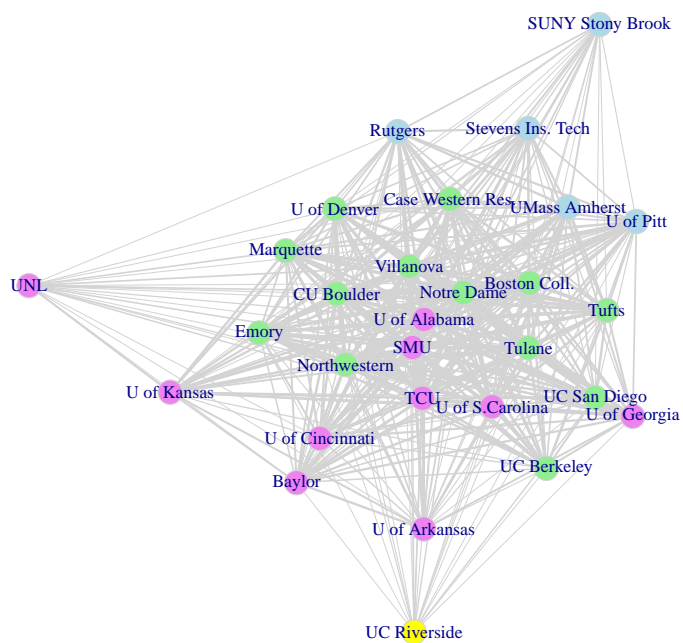 SUNY Stony Brook
Rutgers
Stevens Ins. Tech
Case Western Res.
U of Denver
UMass Amherst
U of Pitt
Marquette
Villanova
UNL
CU Boulder
Notre Dame
Boston Coll.
Tufts
U of Alabama
Emory
SMU
Tulane
Northwestern
U of Kansas
TCU
U of S.Carolina
UC San Diego
U of Georgia
U of Cincinnati
UC Berkeley
Baylor
U of Arkansas
UC Riverside